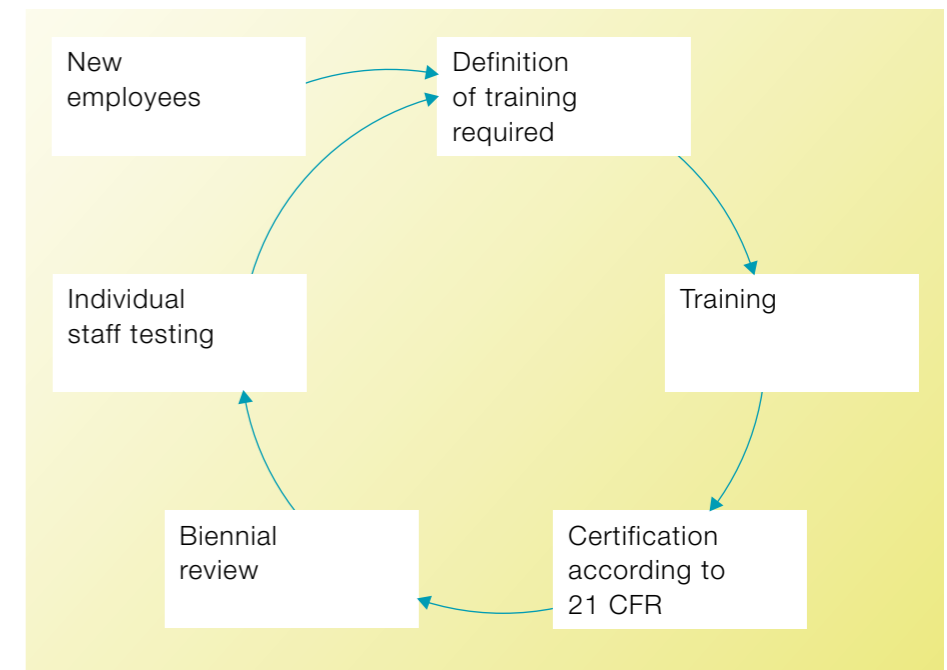 New
employees
Definition
of training
required
Individual
staff testing
Training
Biennial
review
Certification
according to
21 CFR